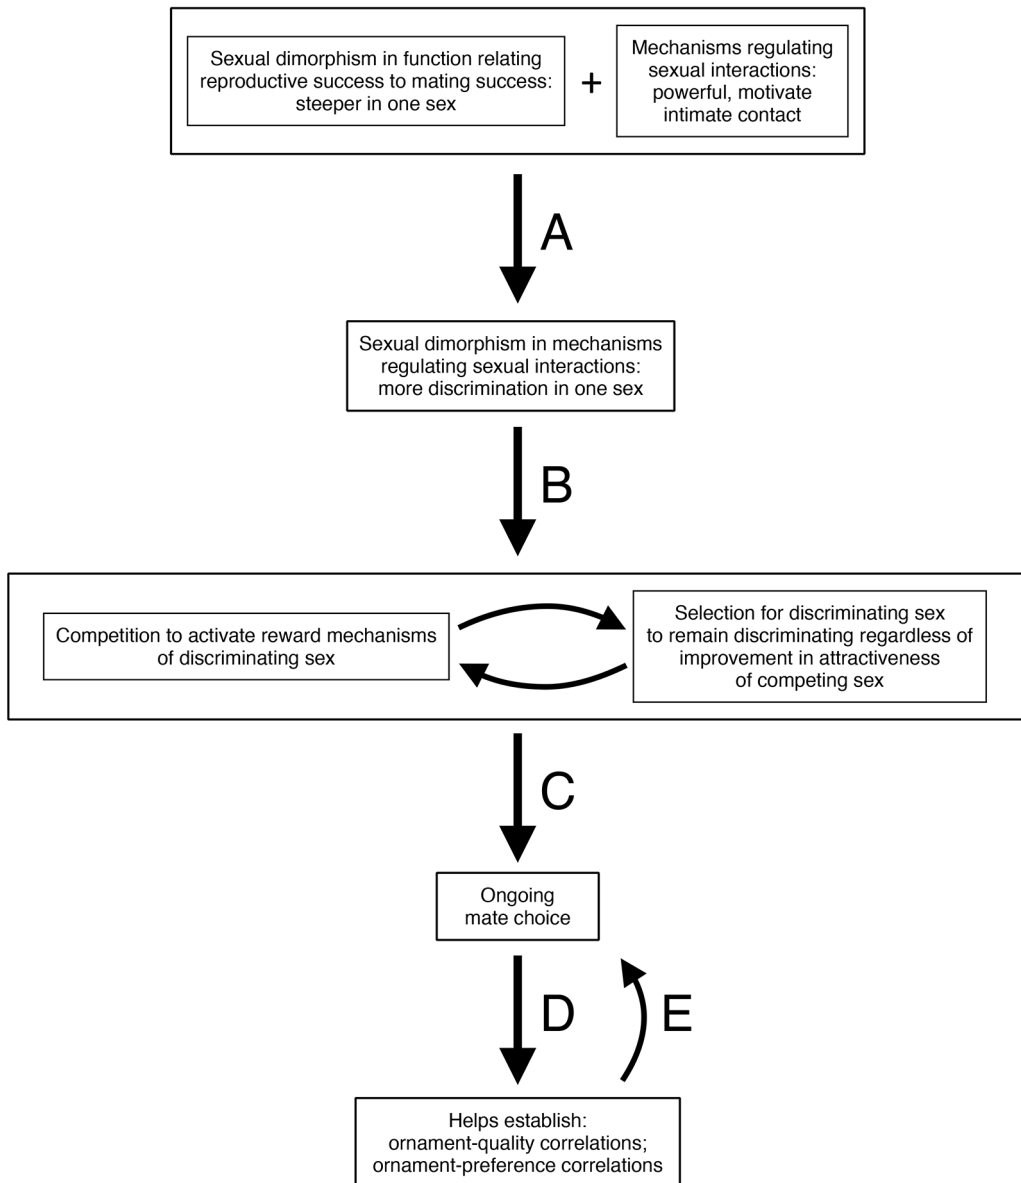 Sexual dimorphism in function relating
reproductive success to mating success:
steeper in one sex
+
Mechanisms regulating
sexual interactions:
powerful, motivate
intimate contact
A
Sexual dimorphism in mechanisms
regulating sexual interactions:
more discrimination in one sex
B
Competition to activate reward mechanisms
of discriminating sex
Selection for discriminating sex
to remain discriminating regardless of
improvement in attractiveness
of competing sex
C
Ongoing
mate choice
D
E
Helps establish:
ornament-quality correlations;
ornament-preference correlations